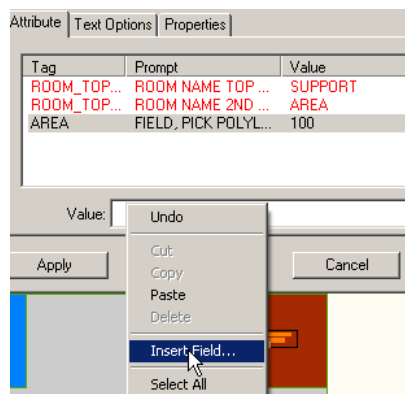 Attribute Text Options Properties
Tag Prompt Value
ROOM_TOP... ROOM NAME TOP ... SUPPORT
ROOM_TOP... ROOM NAME 2ND ... AREA
AREA FIELD, PICK POLYL... 100
Value:
Undo
Cut
Copy
Paste
Delete
Insert Field...
Select All
Apply Cancel